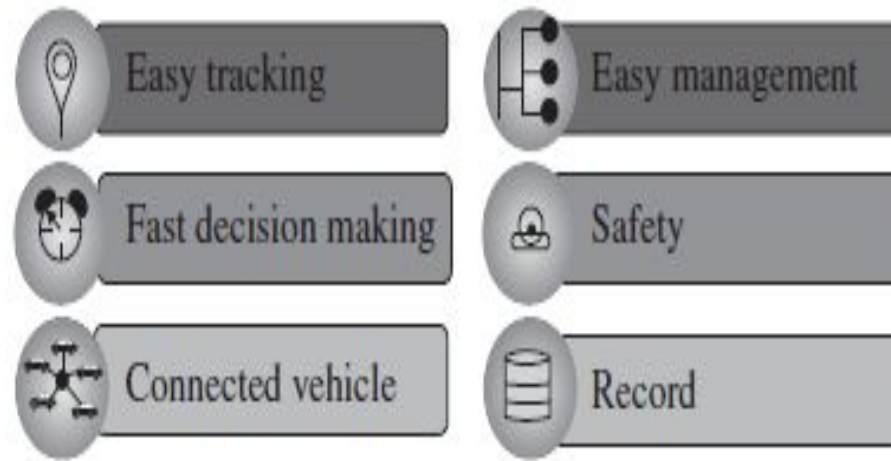 Easy tracking
Easy management
Fast decision making
Safety
Connected vehicle
Record